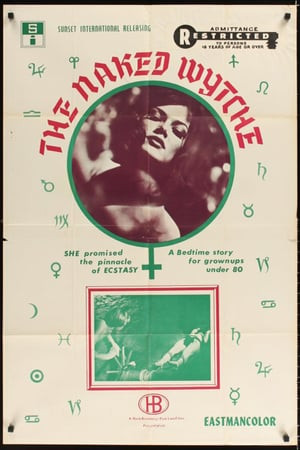 SUNSET INTERNATIONAL RELEASING
S
i
ADMITTANCE
RESTRICTED
TO PERSONS
18 YEARS OF AGE OR OVER
THE NAKED WYTCHE
SHE promised
the pinnacle
of ECSTASY
A Bedtime story
for grownups
under 80
HB
EASTMANCOLOR